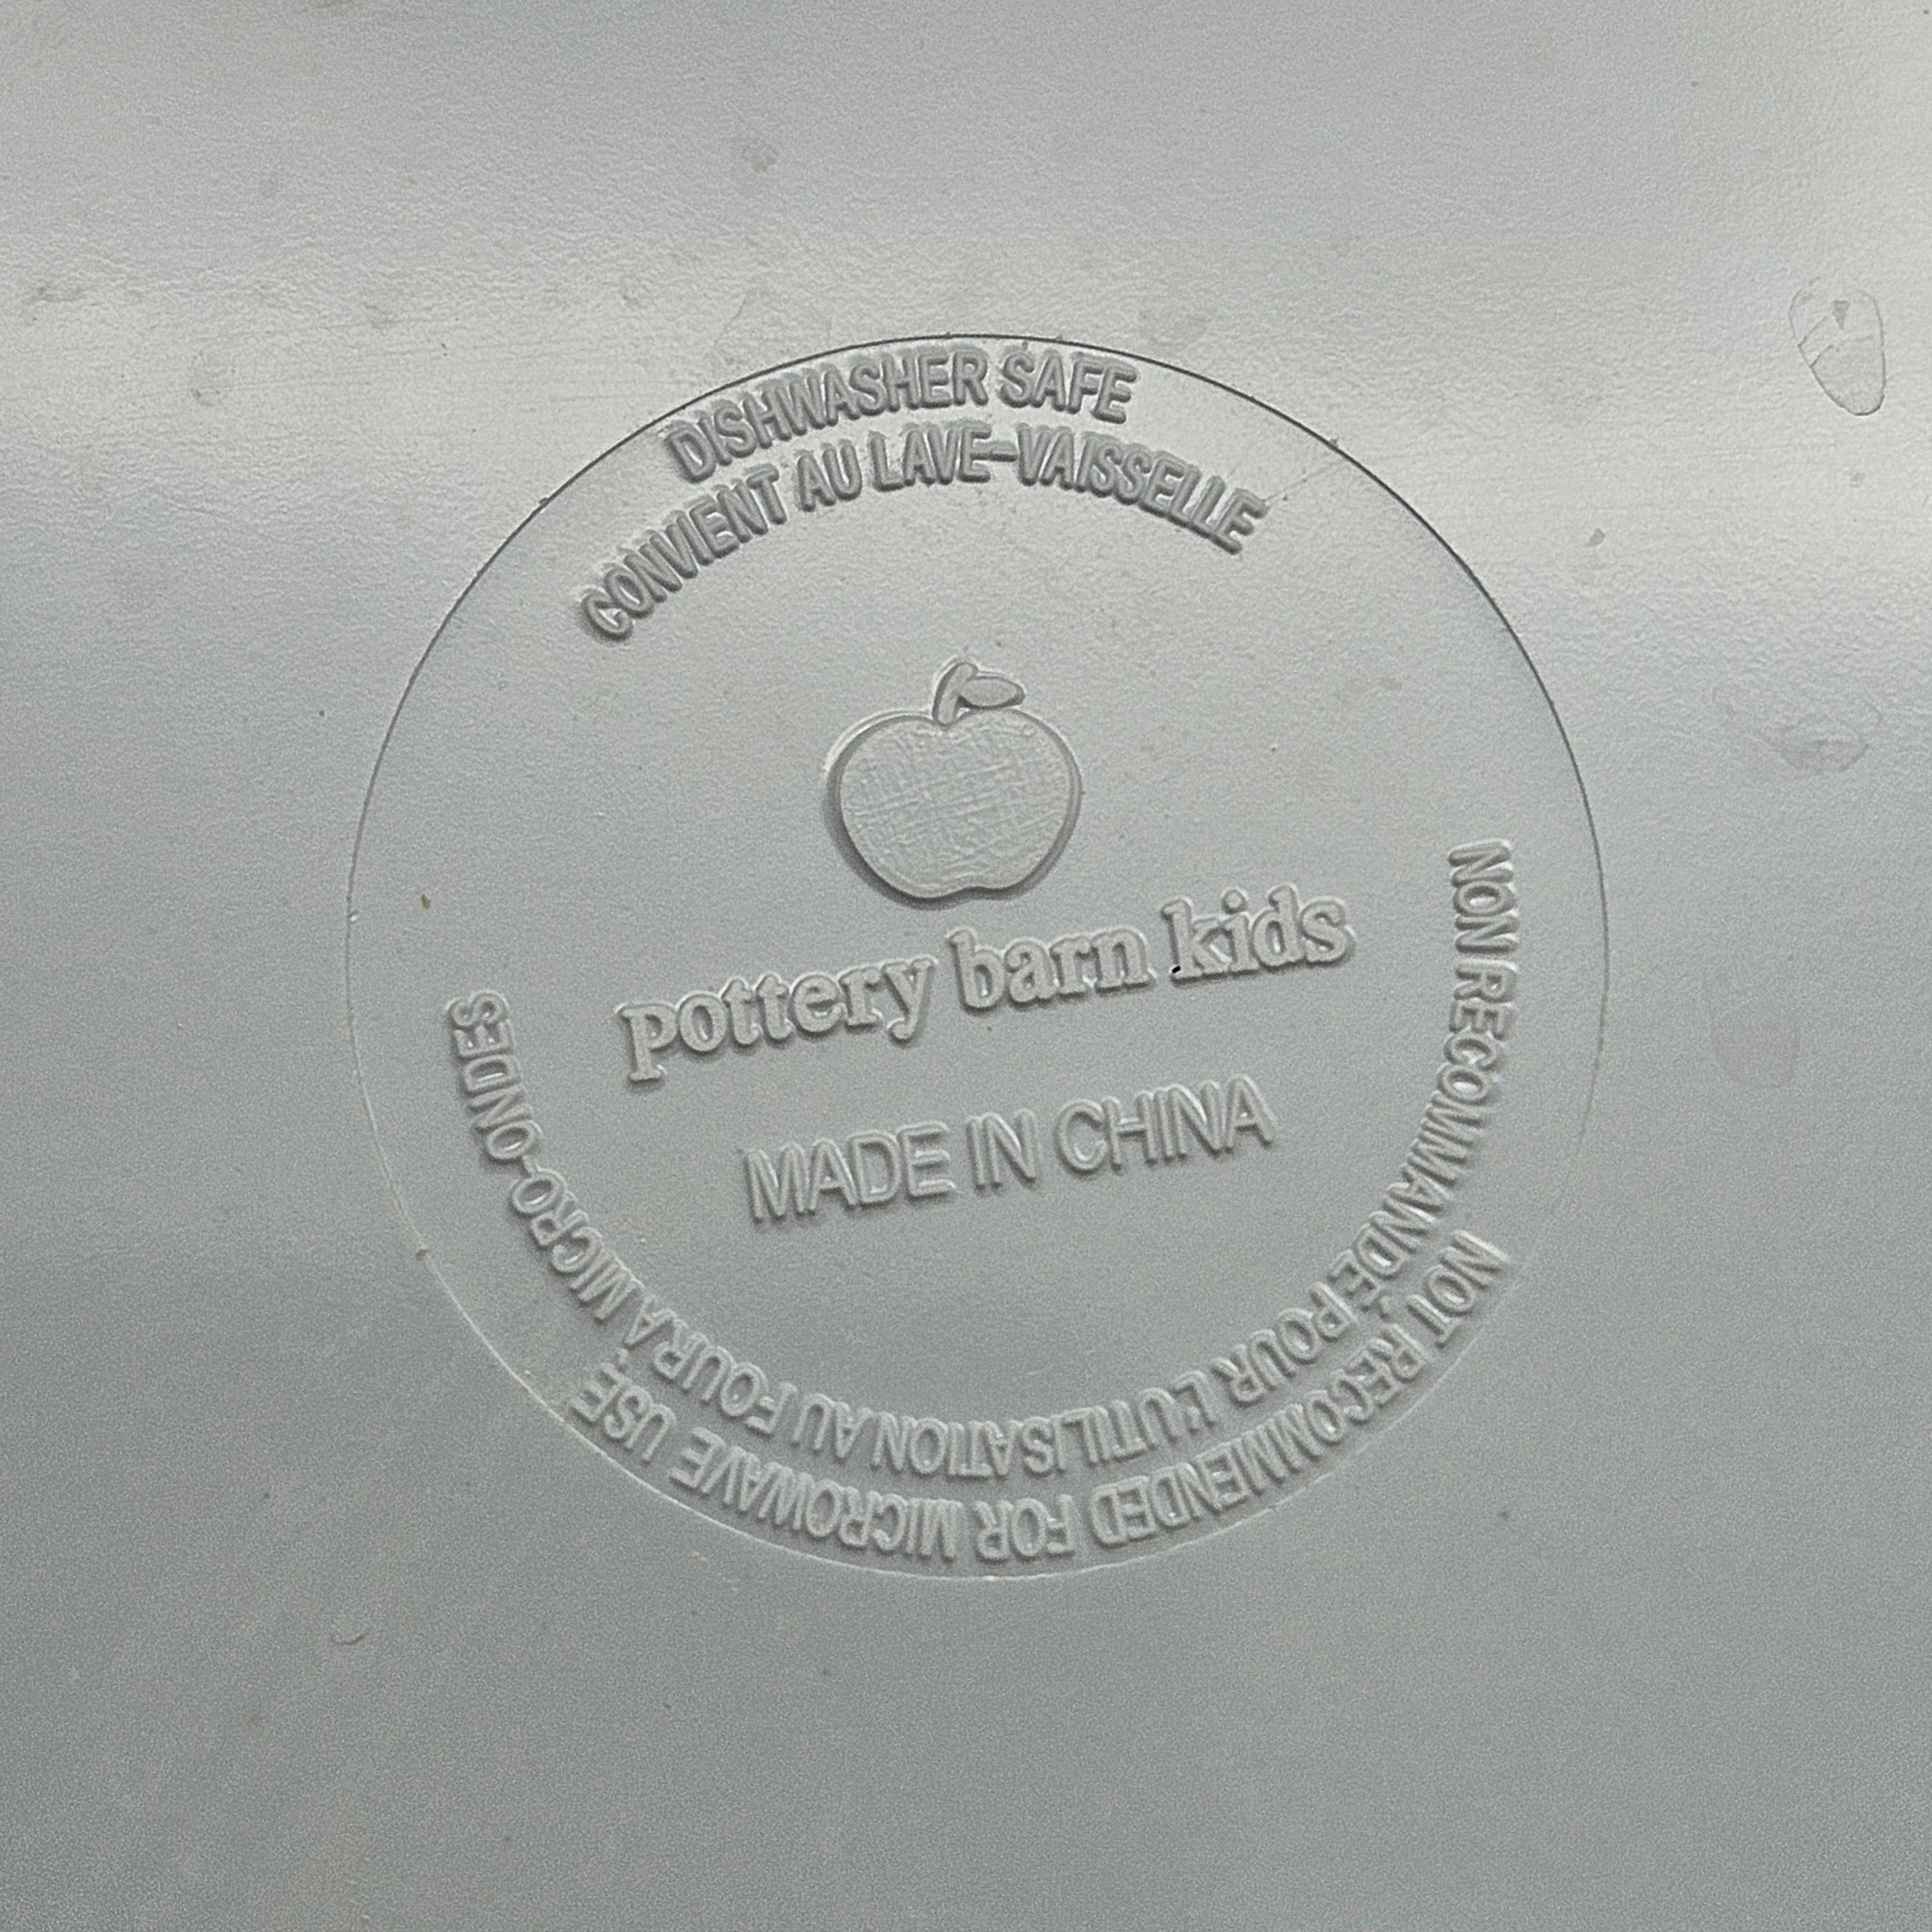 DISHWASHER SAFE
CONVIENT AU LAVE-VAISSELLE
pottery barn kids
MADE IN CHINA
NON RECOMMANDÉ POUR L'UTILISATION AU FOUR À MICRO-ONDES
NOT RECOMMENDED FOR MICROWAVE USE